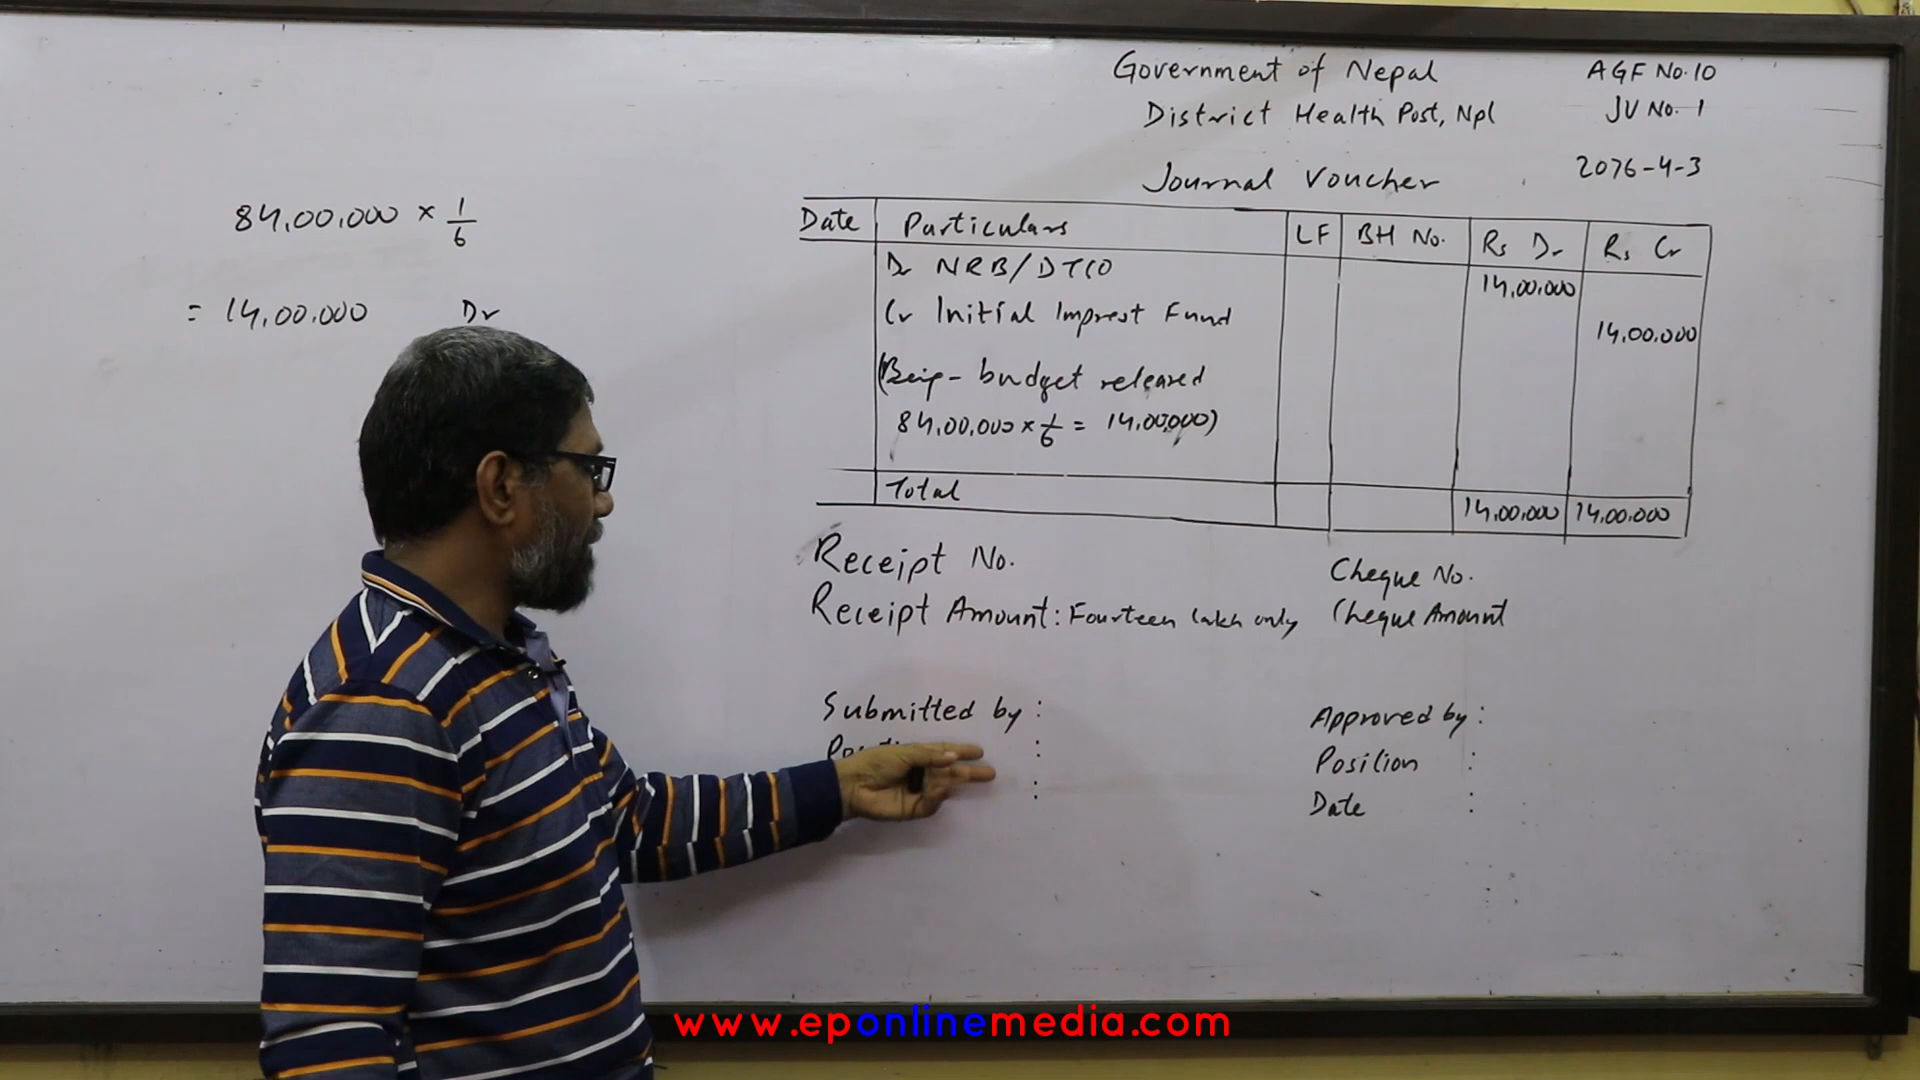 84,00,000 × 1/6
= 14,00,000 Dr
Government of Nepal AGF No.10
District Health Post, Npl JV No. 1
Journal Voucher 2076-4-3
Date Particulars LF BH No. Rs Dr Rs Cr
Dr NRB/DTCO 14,00,000
Cr Initial Imprest Fund 14,00,000
(Being budget released
84,00,000 × 1/6 = 14,00,000)
Total 14,00,000 14,00,000
Receipt No. Cheque No.
Receipt Amount: Fourteen lakh only Cheque Amount
Submitted by : Approved by :
: Position :
: Date :
www.eponlinemedia.com